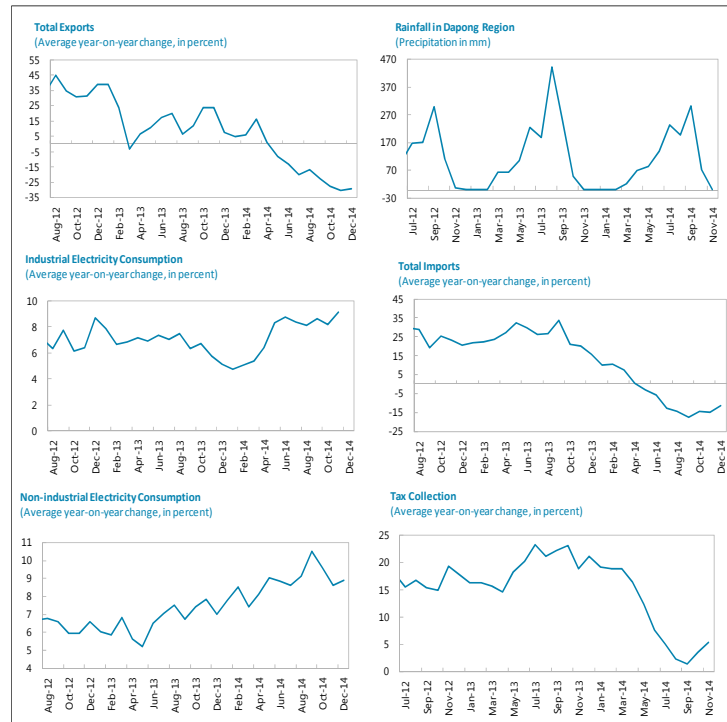 Total Exports
(Average year-on-year change, in percent)
55
45
35
25
15
5
-5
-15
-25
-35
Aug-12
Oct-12
Dec-12
Feb-13
Apr-13
Jun-13
Aug-13
Oct-13
Dec-13
Feb-14
Apr-14
Jun-14
Aug-14
Oct-14
Dec-14
Rainfall in Dapong Region
(Precipitation in mm)
470
370
270
170
70
-30
Jul-12
Sep-12
Nov-12
Jan-13
Mar-13
May-13
Jul-13
Sep-13
Nov-13
Jan-14
Mar-14
May-14
Jul-14
Sep-14
Nov-14
Industrial Electricity Consumption
(Average year-on-year change, in percent)
10
8
6
4
2
0
Aug-12
Oct-12
Dec-12
Feb-13
Apr-13
Jun-13
Aug-13
Oct-13
Dec-13
Feb-14
Apr-14
Jun-14
Aug-14
Oct-14
Dec-14
Total Imports
(Average year-on-year change, in percent)
45
35
25
15
5
-5
-15
-25
Aug-12
Oct-12
Dec-12
Feb-13
Apr-13
Jun-13
Aug-13
Oct-13
Dec-13
Feb-14
Apr-14
Jun-14
Aug-14
Oct-14
Dec-14
Non-industrial Electricity Consumption
(Average year-on-year change, in percent)
11
10
9
8
7
6
5
4
Aug-12
Oct-12
Dec-12
Feb-13
Apr-13
Jun-13
Aug-13
Oct-13
Dec-13
Feb-14
Apr-14
Jun-14
Aug-14
Oct-14
Dec-14
Tax Collection
(Average year-on-year change, in percent)
25
20
15
10
5
0
Jul-12
Sep-12
Nov-12
Jan-13
Mar-13
May-13
Jul-13
Sep-13
Nov-13
Jan-14
Mar-14
May-14
Jul-14
Sep-14
Nov-14